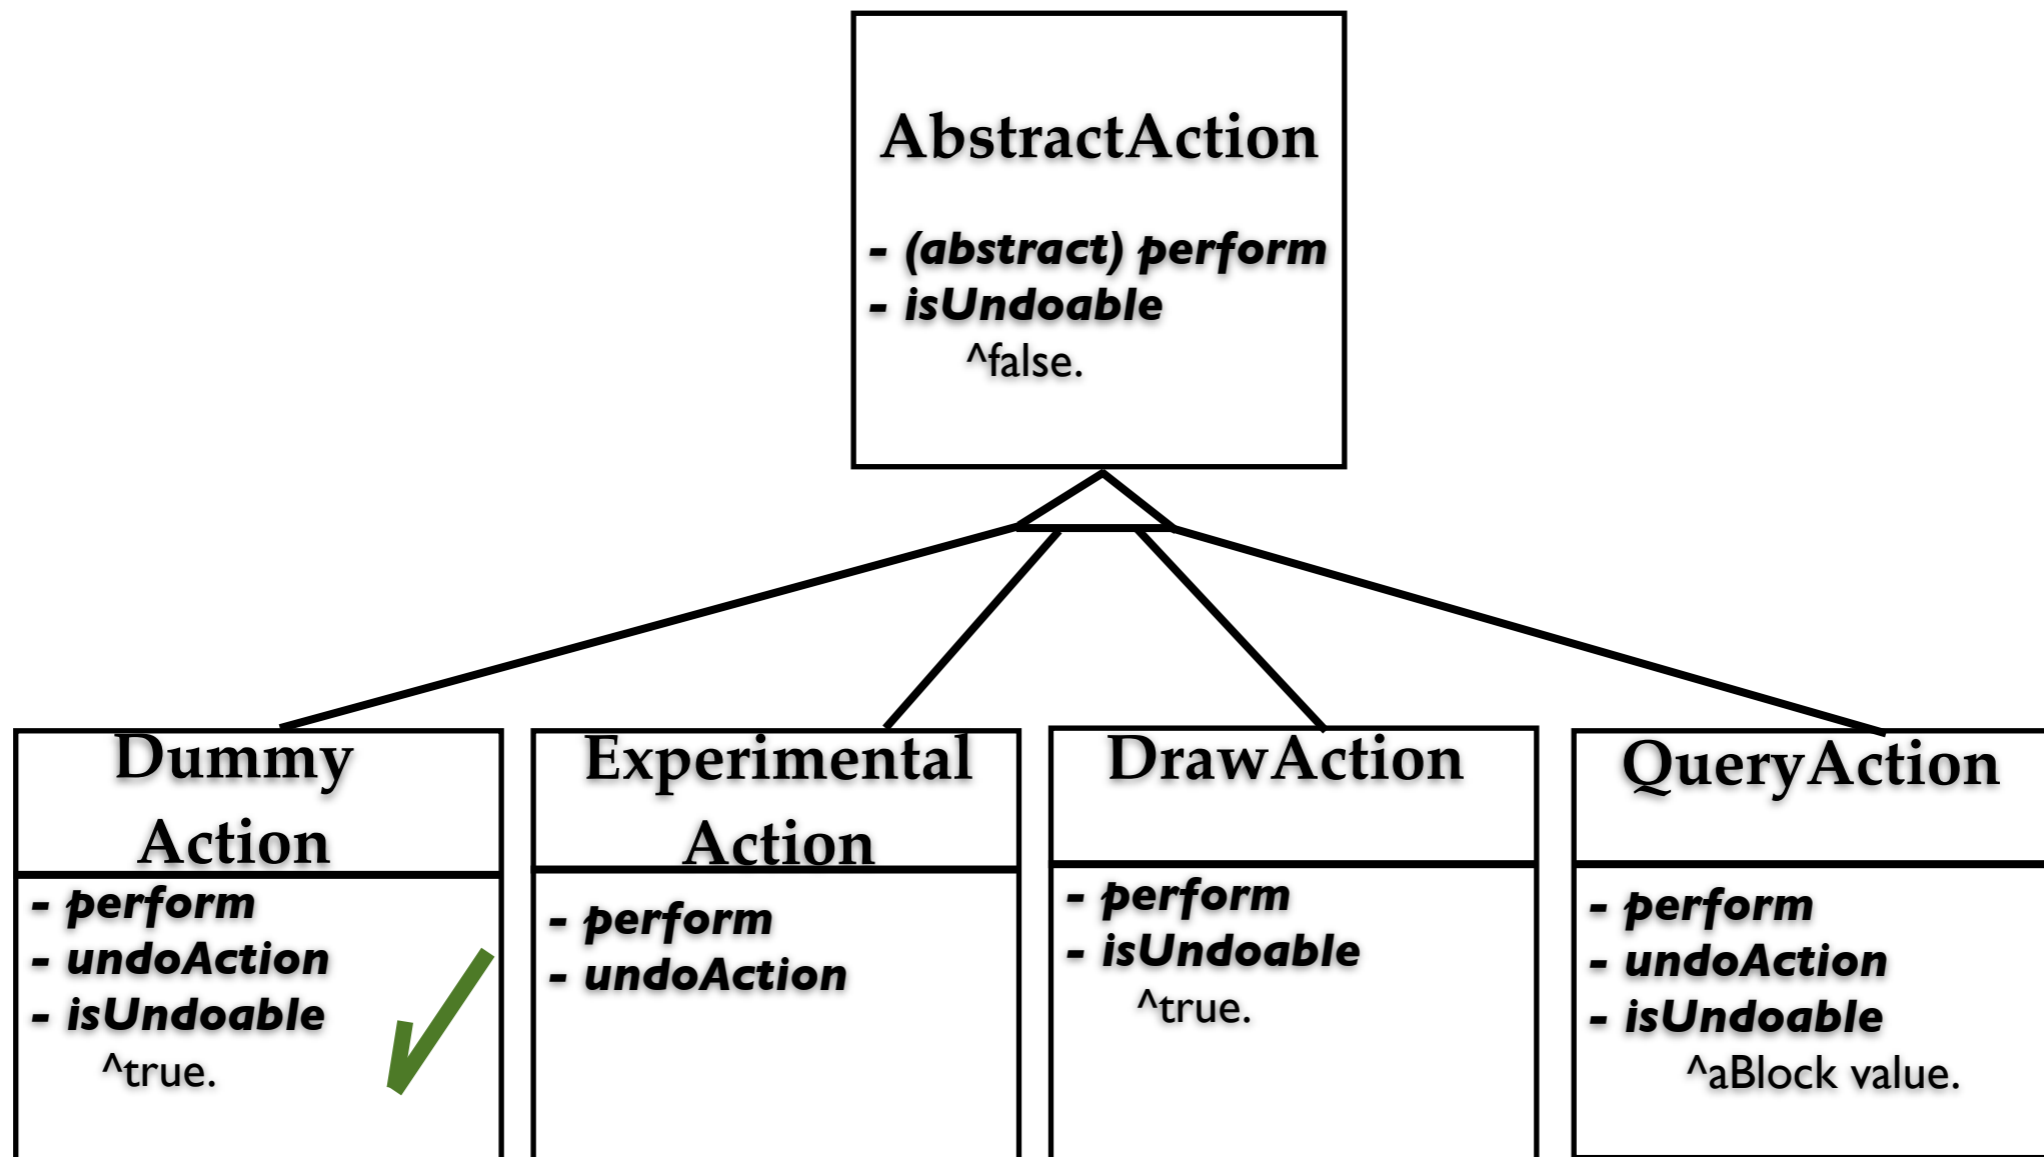 AbstractAction
- (abstract) perform
- isUndoable
^false.
Dummy
Action
- perform
- undoAction
- isUndoable
^true.
Experimental
Action
- perform
- undoAction
DrawAction
- perform
- isUndoable
^true.
QueryAction
- perform
- undoAction
- isUndoable
^aBlock value.